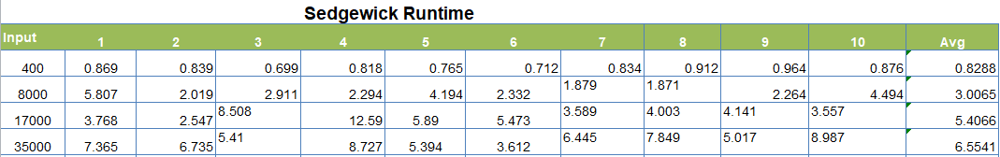 Sedgewick Runtime
Input 1 2 3 4 5 6 7 8 9 10 Avg
400 0.869 0.839 0.699 0.818 0.765 0.712 0.834 0.912 0.964 0.876 0.8288
8000 5.807 2.019 2.911 2.294 4.194 2.332 1.879 1.871 2.264 4.494 3.0065
17000 3.768 2.547 8.508 12.59 5.89 5.473 3.589 4.003 4.141 3.557 5.4066
35000 7.365 6.735 5.41 8.727 5.394 3.612 6.445 7.849 5.017 8.987 6.5541